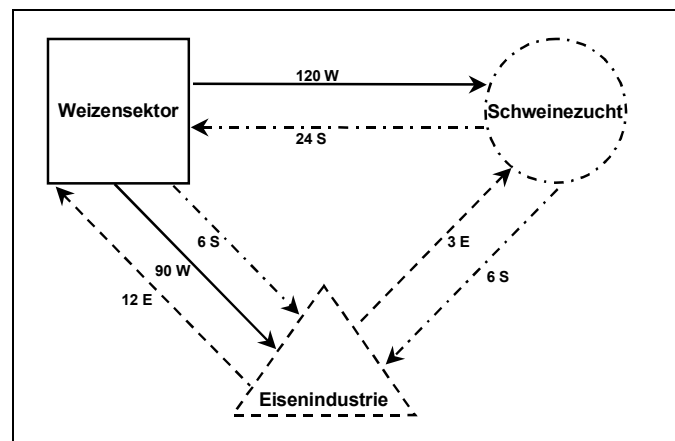 120 W
Weizensektor
Schweinezucht
24 S
6 S
3 E
90 W
6 S
12 E
Eisenindustrie